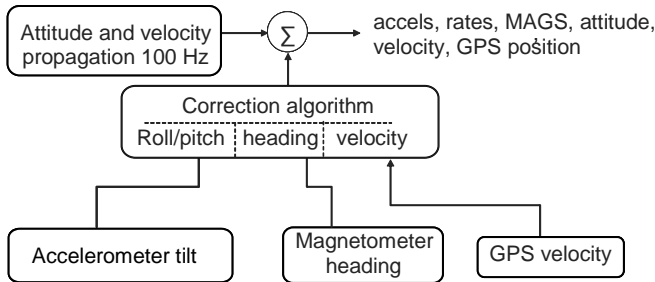 Attitude and velocity
propagation 100 Hz
Σ
accels, rates, MAGS, attitude,
velocity, GPS position
Correction algorithm
Roll/pitch heading velocity
Accelerometer tilt
Magnetometer
heading
GPS velocity